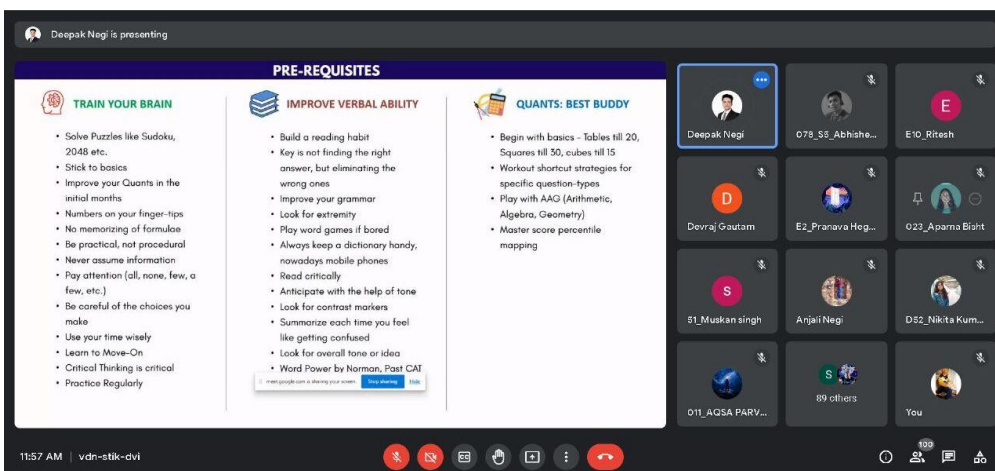 Deepak Negi is presenting
PRE-REQUISITES
TRAIN YOUR BRAIN
• Solve Puzzles like Sudoku,
2048 etc.
• Stick to basics
• Improve your Quants in the
initial months
• Numbers on your finger-tips
• No memorizing of formulae
• Be practical, not procedural
• Never assume information
• Pay attention (all, none, few, a
few, etc.)
• Be careful of the choices you
make
• Use your time wisely
• Learn to Move-On
• Critical Thinking is critical
• Practice Regularly
IMPROVE VERBAL ABILITY
• Build a reading habit
• Key is not finding the right
answer, but eliminating the
wrong ones
• Improve your grammar
• Look for extremity
• Play word games if bored
• Always keep a dictionary handy,
nowadays mobile phones
• Read critically
• Anticipate with the help of tone
• Look for contrast markers
• Summarize each time you feel
like getting confused
• Look for overall tone or idea
• Word Power by Norman, Past CAT
meet.google.com is sharing your screen. Stop sharing Hide
QUANTS: BEST BUDDY
• Begin with basics - Tables till 20,
Squares till 30, cubes till 15
• Workout shortcut strategies for
specific question-types
• Play with AAG (Arithmetic,
Algebra, Geometry)
• Master score percentile
mapping
Deepak Negi
078_S5_Abhishe...
E
E10_Ritesh
D
Devraj Gautam
E2_Pranava Heg...
023_Aparna Bisht
S
51_Muskan singh
Anjali Negi
D52_Nikita Kum...
011_AQSA PARV...
S
89 others
You
11:57 AM | vdn-stik-dvi
CC
100